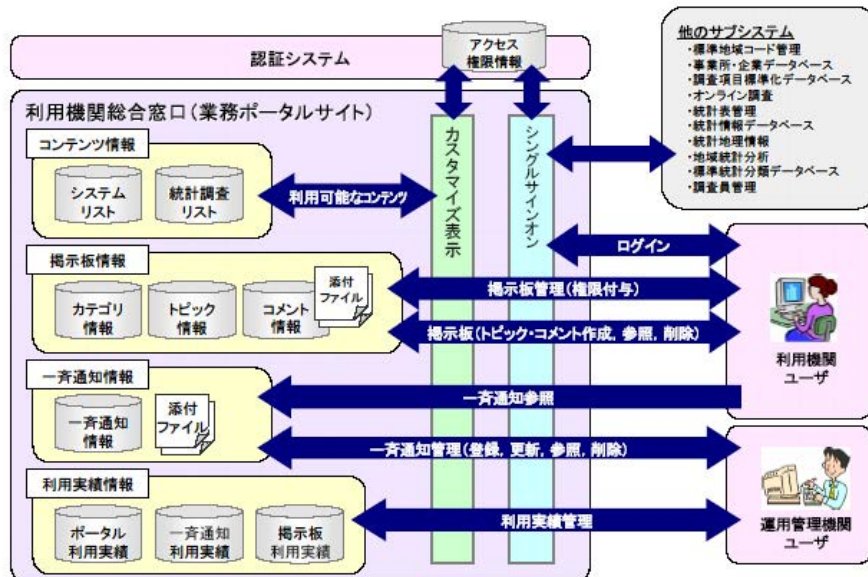 認証システム
アクセス
権限情報
他のサブシステム
・標準地域コード管理
・事業所・企業データベース
・調査項目標準化データベース
・オンライン調査
・統計表管理
・統計情報データベース
・統計地理情報
・地域統計分析
・標準統計分類データベース
・調査員管理
利用機関総合窓口(業務ポータルサイト)
コンテンツ情報
システム
リスト
統計調査
リスト
利用可能なコンテンツ
カスタマイズ表示
シングルサインオン
ログイン
掲示板情報
カテゴリ
情報
トピック
情報
コメント
情報
添付
ファイル
掲示板管理(権限付与)
掲示板(トピック・コメント作成, 参照, 削除)
利用機関
ユーザ
一斉通知情報
一斉通知
情報
添付
ファイル
一斉通知参照
一斉通知管理(登録, 更新, 参照, 削除)
利用実績情報
ポータル
利用実績
一斉通知
利用実績
掲示板
利用実績
利用実績管理
運用管理機関
ユーザ